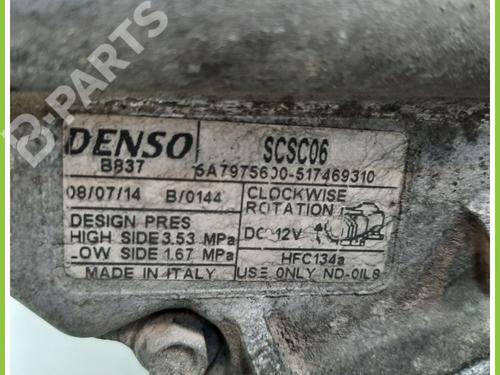 B-PARTS
DENSO SCSC06
B837 5A7975600-517469310
08/07/14 B/0144 CLOCKWISE
ROTATION
DESIGN PRES
HIGH SIDE 3.53 MPa DC 12V
LOW SIDE 1.67 MPa HFC134a
MADE IN ITALY USE ONLY ND-OIL8